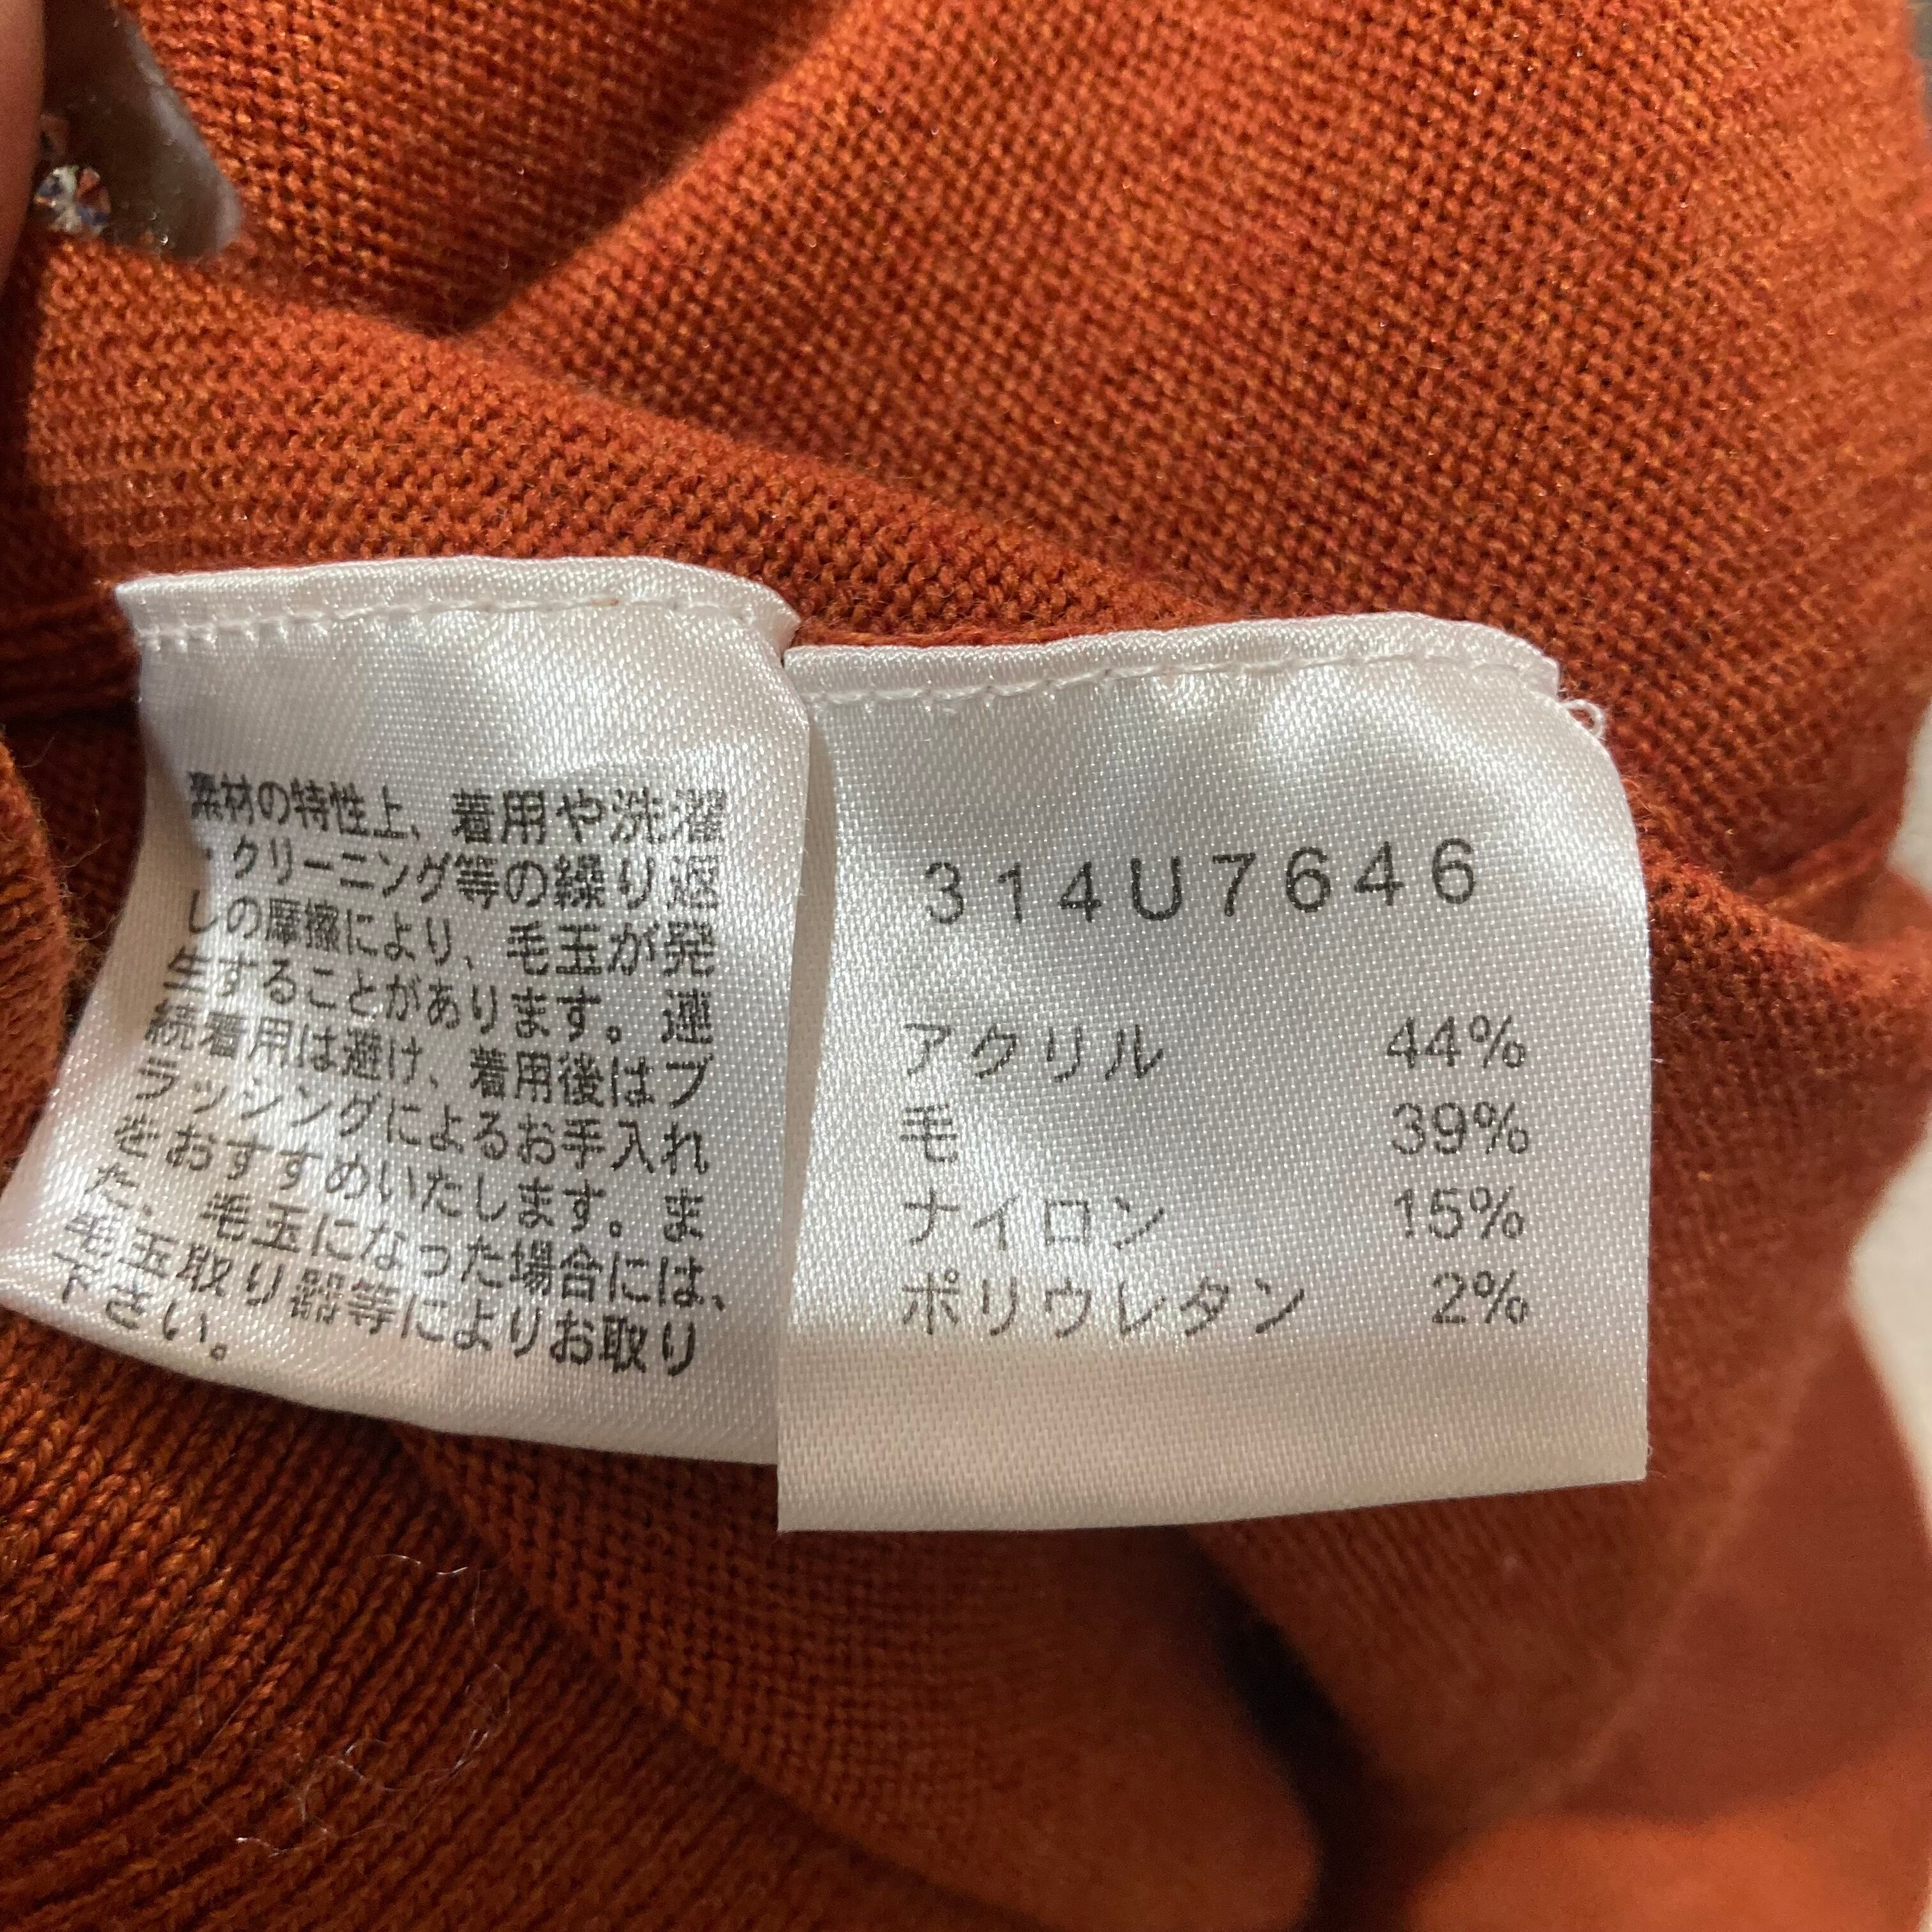 素材の特性上、着用や洗濯
・クリーニング等の繰り返
しの摩擦により、毛玉が発
生することがあります。連
続着用は避け、着用後はブ
ラッシングによるお手入れ
をおすすめいたします。ま
た、毛玉になった場合には、
毛玉取り器等によりお取り
下さい。
314U7646
アクリル 44%
毛 39%
ナイロン 15%
ポリウレタン 2%